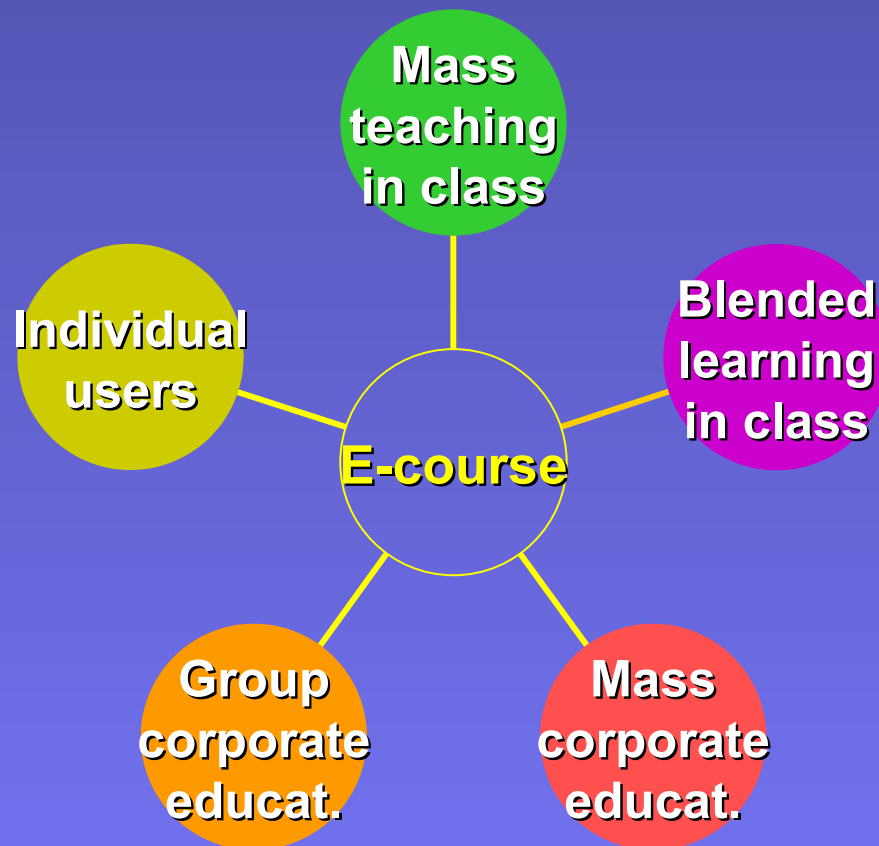 Mass
teaching
in class
Individual
users
Blended
learning
in class
E-course
Group
corporate
educat.
Mass
corporate
educat.